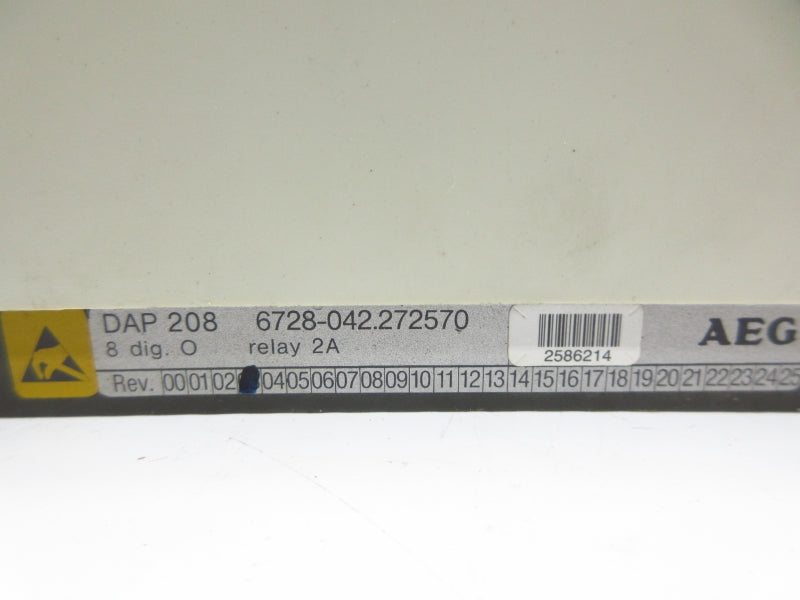 DAP 208 6728-042.272570
8 dig. O relay 2A
2586214
AEG
Rev. 00 01 02 04 05 06 07 08 09 10 11 12 13 14 15 16 17 18 19 20 21 22 23 24 25